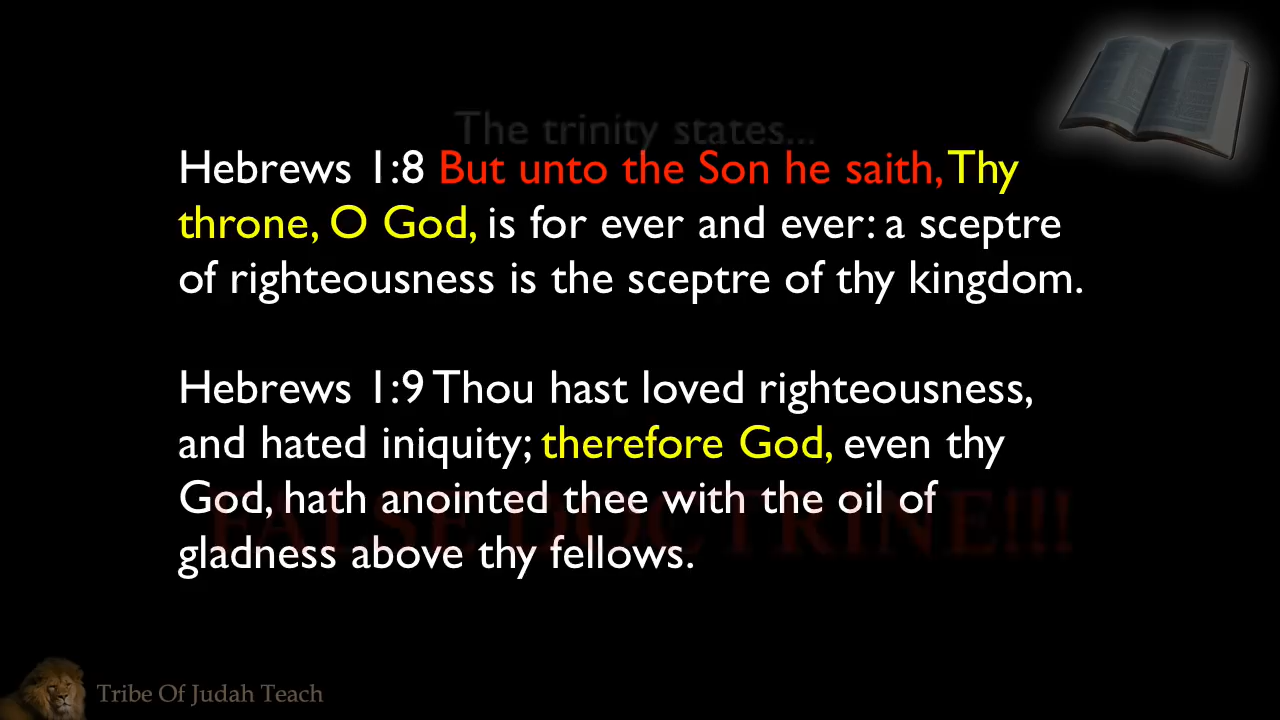 The trinity states...
Hebrews 1:8 But unto the Son he saith, Thy
throne, O God, is for ever and ever: a sceptre
of righteousness is the sceptre of thy kingdom.
Hebrews 1:9 Thou hast loved righteousness,
and hated iniquity; therefore God, even thy
God, hath anointed thee with the oil of
FALSE DOCTRINE!!!
gladness above thy fellows.
Tribe Of Judah Teach